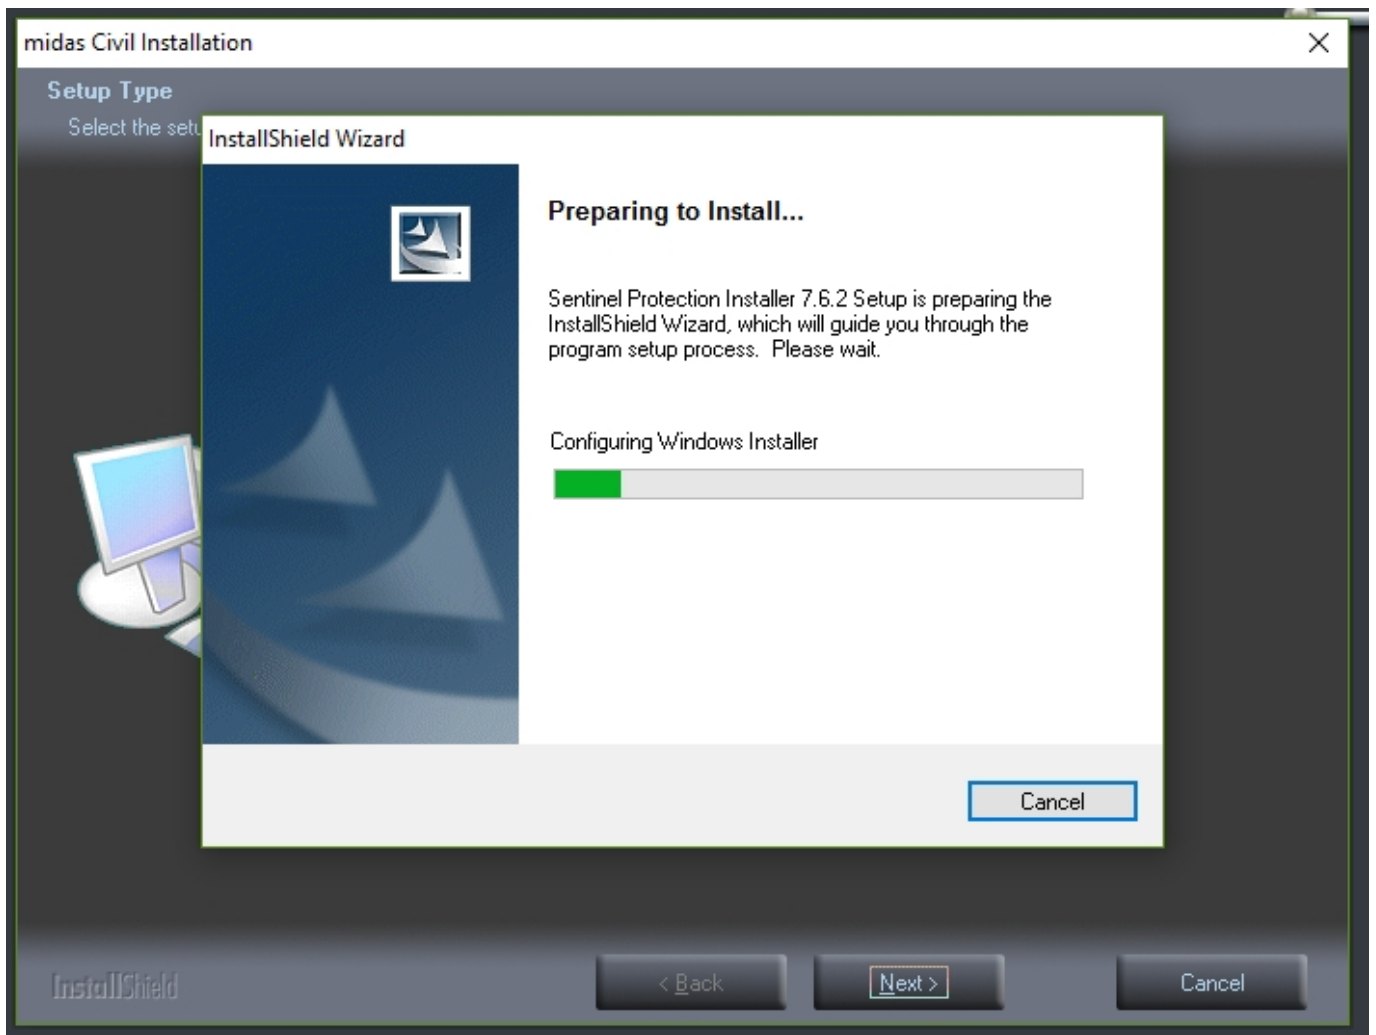 midas Civil Installation
Setup Type
Select the setu
InstallShield Wizard
Preparing to Install...
Sentinel Protection Installer 7.6.2 Setup is preparing the
InstallShield Wizard, which will guide you through the
program setup process.  Please wait.
Configuring Windows Installer
Cancel
InstallShield
< Back
Next >
Cancel